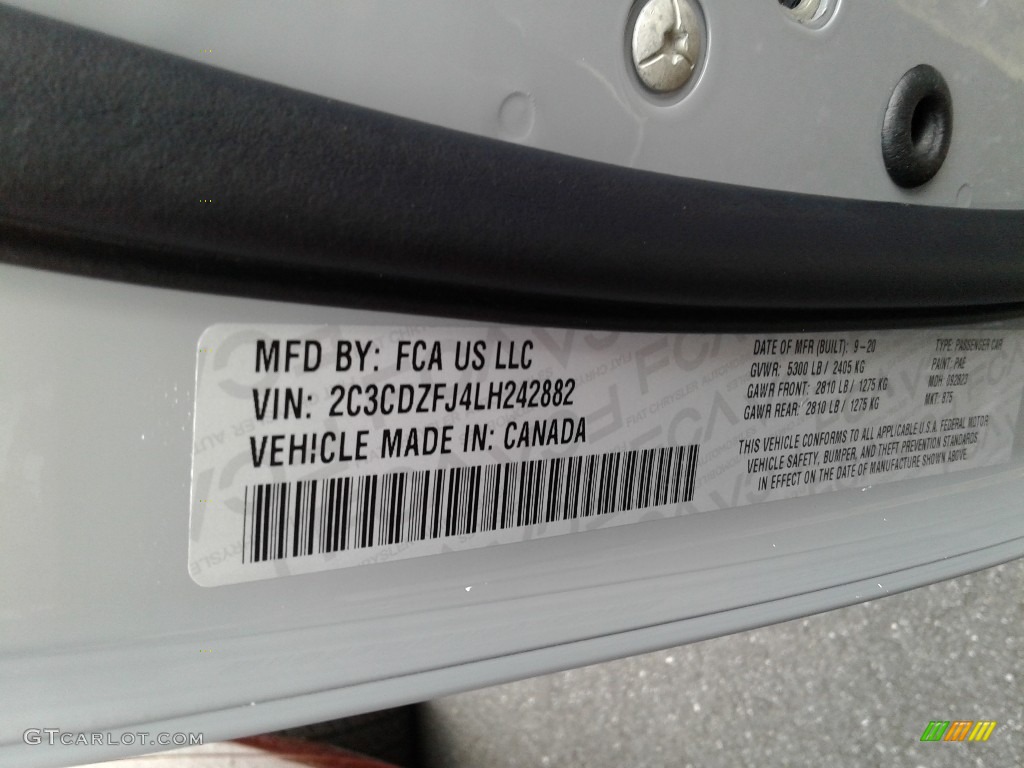 MFD BY: FCA US LLC
VIN: 2C3CDZFJ4LH242882
VEHICLE MADE IN: CANADA
DATE OF MFR (BUILT): 9-20
GVWR: 5300 LB / 2405 KG
GAWR FRONT: 2810 LB / 1275 KG
GAWR REAR: 2810 LB / 1275 KG
TYPE: PASSENGER CAR
PAINT: PAE
MDH: 092823
MKT: 875
THIS VEHICLE CONFORMS TO ALL APPLICABLE U.S.A. FEDERAL MOTOR
VEHICLE SAFETY, BUMPER, AND THEFT PREVENTION STANDARDS
IN EFFECT ON THE DATE OF MANUFACTURE SHOWN ABOVE.
GTCARLOT.COM